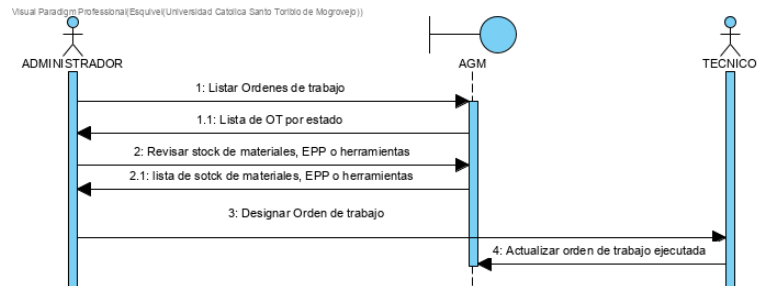 Visual Paradigm Professional(Esquivel(Universidad Catolica Santo Toribio de Mogrovejo))
ADMINISTRADOR
AGM
TECNICO
1: Listar Ordenes de trabajo
1.1: Lista de OT por estado
2: Revisar stock de materiales, EPP o herramientas
2.1: lista de sotck de materiales, EPP o herramientas
3: Designar Orden de trabajo
4: Actualizar orden de trabajo ejecutada